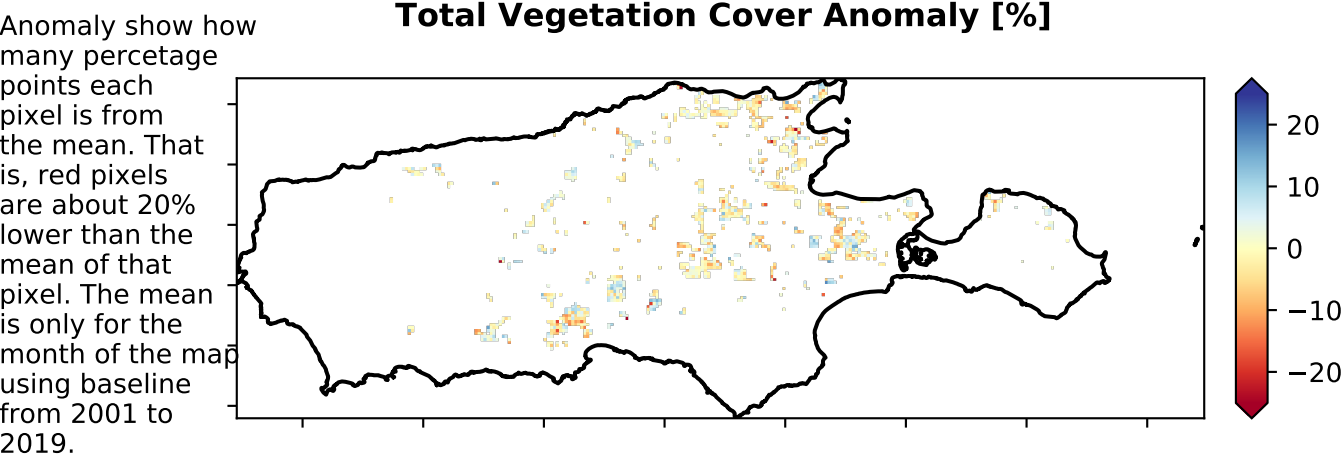 Total Vegetation Cover Anomaly [%]
Anomaly show how
many percetage
points each
pixel is from
the mean. That
is, red pixels
are about 20%
lower than the
mean of that
pixel. The mean
is only for the
month of the map
using baseline
from 2001 to
2019.
20
10
0
−10
−20